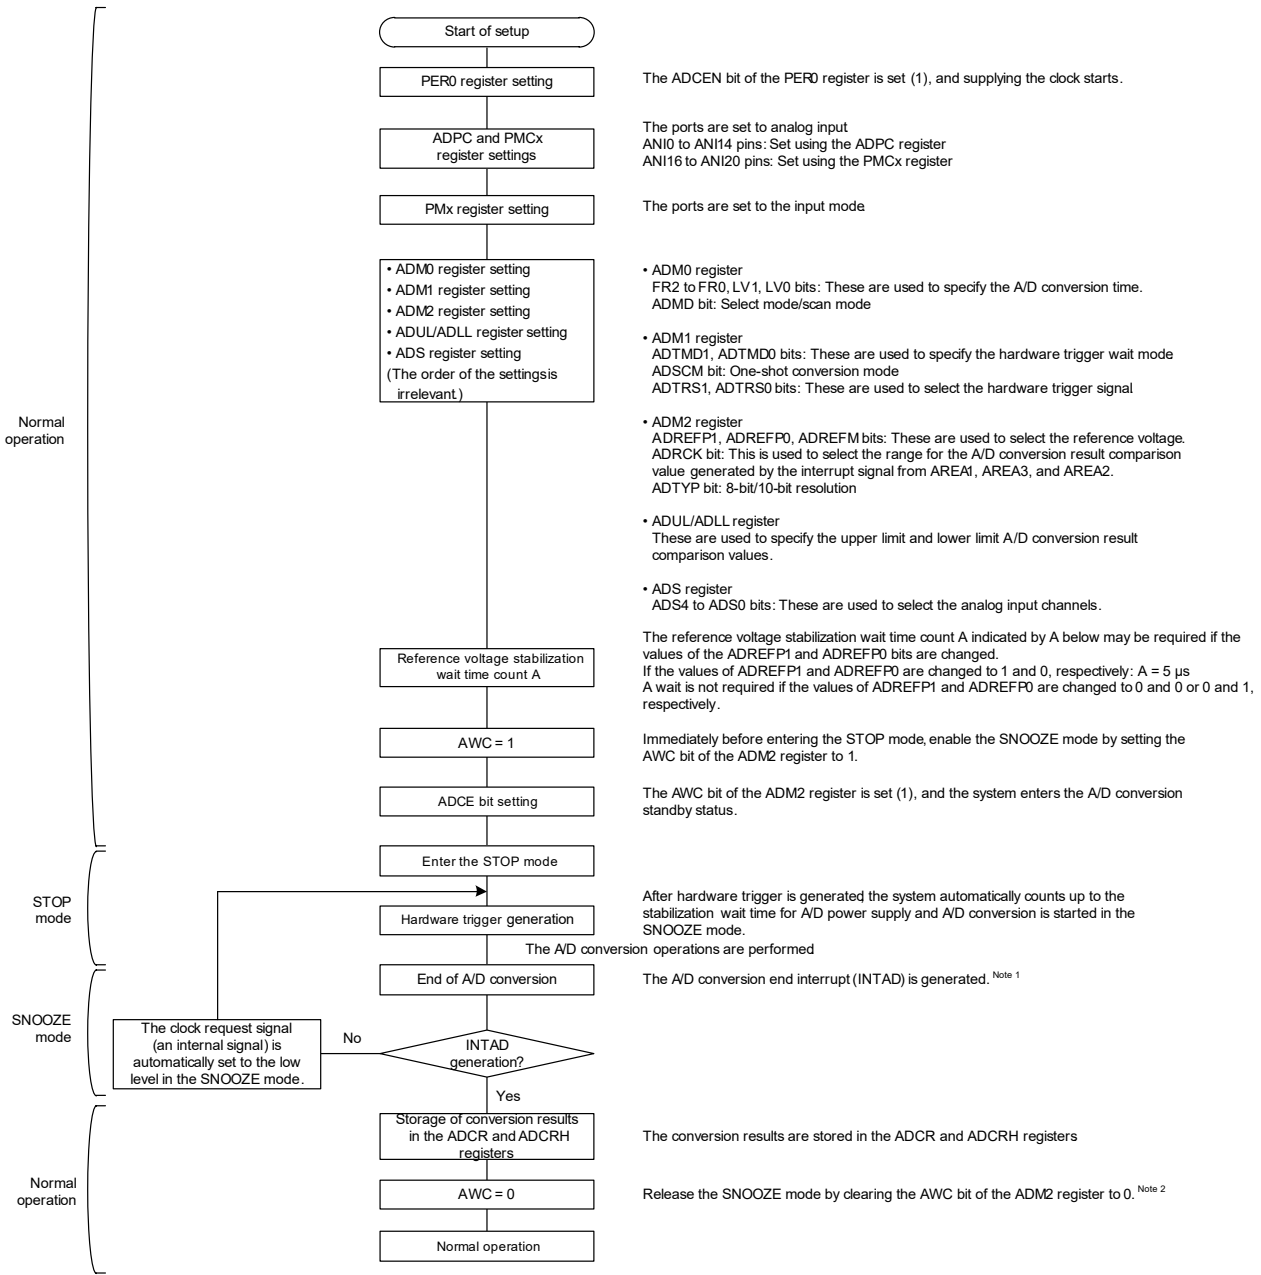 Start of setup
PER0 register setting
The ADCEN bit of the PER0 register is set (1), and supplying the clock starts.
ADPC and PMCx
register settings
The ports are set to analog input
ANI0 to ANI14 pins: Set using the ADPC register
ANI16 to ANI20 pins: Set using the PMCx register
PMx register setting
The ports are set to the input mode.
• ADM0 register setting
• ADM1 register setting
• ADM2 register setting
• ADUL/ADLL register setting
• ADS register setting
(The order of the settings is
irrelevant.)
• ADM0 register
FR2 to FR0, LV1, LV0 bits: These are used to specify the A/D conversion time.
ADMD bit: Select mode/scan mode
• ADM1 register
ADTMD1, ADTMD0 bits: These are used to specify the hardware trigger wait mode.
ADSCM bit: One-shot conversion mode
ADTRS1, ADTRS0 bits: These are used to select the hardware trigger signal.
• ADM2 register
ADREFP1, ADREFP0, ADREFM bits: These are used to select the reference voltage.
ADRCK bit: This is used to select the range for the A/D conversion result comparison
value generated by the interrupt signal from AREA1, AREA3, and AREA2.
ADTYP bit: 8-bit/10-bit resolution
• ADUL/ADLL register
These are used to specify the upper limit and lower limit A/D conversion result
comparison values.
• ADS register
ADS4 to ADS0 bits: These are used to select the analog input channels.
Normal
operation
Reference voltage stabilization
wait time count A
The reference voltage stabilization wait time count A indicated by A below may be required if the
values of the ADREFP1 and ADREFP0 bits are changed.
If the values of ADREFP1 and ADREFP0 are changed to 1 and 0, respectively: A = 5 µs
A wait is not required if the values of ADREFP1 and ADREFP0 are changed to 0 and 0 or 0 and 1,
respectively.
AWC = 1
Immediately before entering the STOP mode, enable the SNOOZE mode by setting the
AWC bit of the ADM2 register to 1.
ADCE bit setting
The AWC bit of the ADM2 register is set (1), and the system enters the A/D conversion
standby status.
Enter the STOP mode
STOP
mode
Hardware trigger generation
After hardware trigger is generated, the system automatically counts up to the
stabilization wait time for A/D power supply and A/D conversion is started in the
SNOOZE mode.
The A/D conversion operations are performed
End of A/D conversion
The A/D conversion end interrupt (INTAD) is generated. Note 1
SNOOZE
mode
The clock request signal
(an internal signal) is
automatically set to the low
level in the SNOOZE mode.
No
INTAD
generation?
Yes
Storage of conversion results
in the ADCR and ADCRH
registers
The conversion results are stored in the ADCR and ADCRH registers
Normal
operation
AWC = 0
Release the SNOOZE mode by clearing the AWC bit of the ADM2 register to 0. Note 2
Normal operation